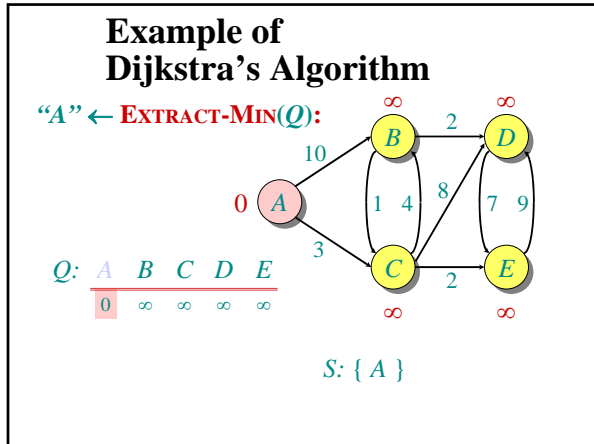 Example of
Dijkstra's Algorithm
“A” ← EXTRACT-MIN(Q):
∞ ∞
B 2 D
10
0 A 1 4 8 7 9
3
C 2 E
∞ ∞
Q: A B C D E
0 ∞ ∞ ∞ ∞
S: { A }